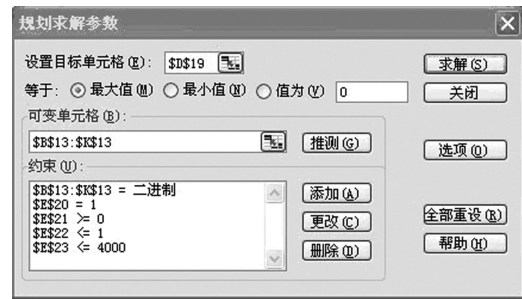 规划求解参数
设置目标单元格(E): $D$19 求解(S)
等于: 最大值(M) 最小值(N) 值为(V) 0 关闭
可变单元格(B):
$B$13:$K$13 推测(G) 选项(O)
约束(U):
$B$13:$K$13 = 二进制 添加(A)
$E$20 = 1
$E$21 >= 0 更改(C) 全部重设(R)
$E$22 <= 1
$E$23 <= 4000 删除(D) 帮助(H)